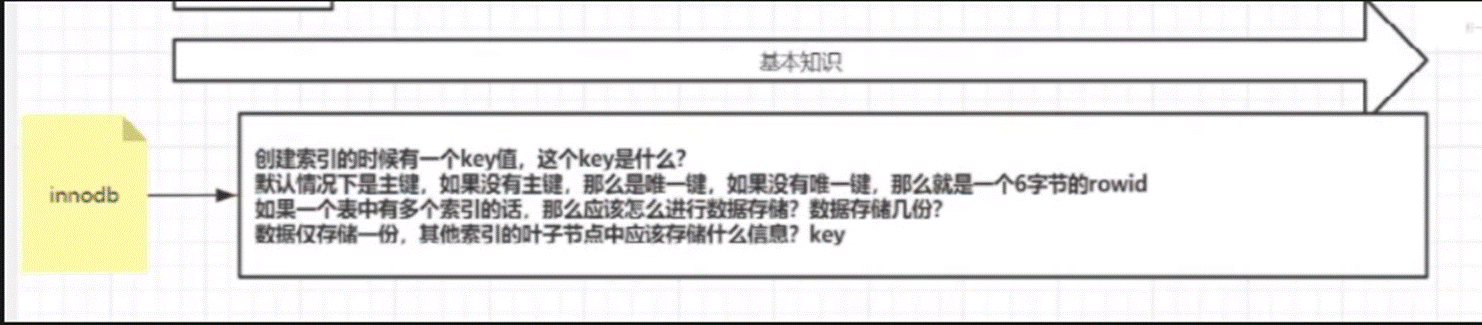 基本知识
innodb
创建索引的时候有一个key值，这个key是什么？
默认情况下是主键，如果没有主键，那么是唯一键，如果没有唯一键，那么就是一个6字节的rowid
如果一个表中有多个索引的话，那么应该怎么进行数据存储？数据存储几份？
数据仅存储一份，其他索引的叶子节点中应该存储什么信息？key